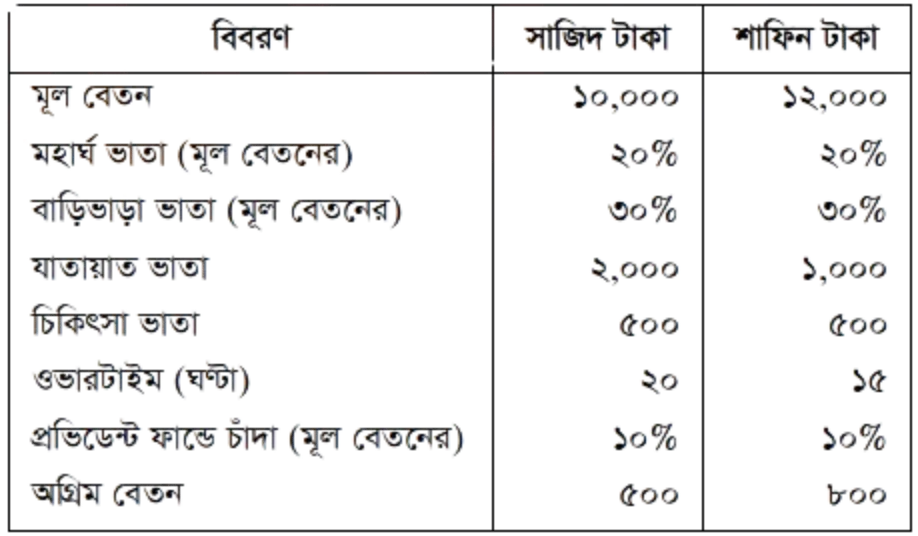 বিবরণ সাজিদ টাকা শাফিন টাকা
মূল বেতন ১০,০০০ ১২,০০০
মহার্ঘ ভাতা (মূল বেতনের) ২০% ২০%
বাড়িভাড়া ভাতা (মূল বেতনের) ৩০% ৩০%
যাতায়াত ভাতা ২,০০০ ১,০০০
চিকিৎসা ভাতা ৫০০ ৫০০
ওভারটাইম (ঘণ্টা) ২০ ১৫
প্রভিডেন্ট ফান্ডে চাঁদা (মূল বেতনের) ১০% ১০%
অগ্রিম বেতন ৫০০ ৮০০